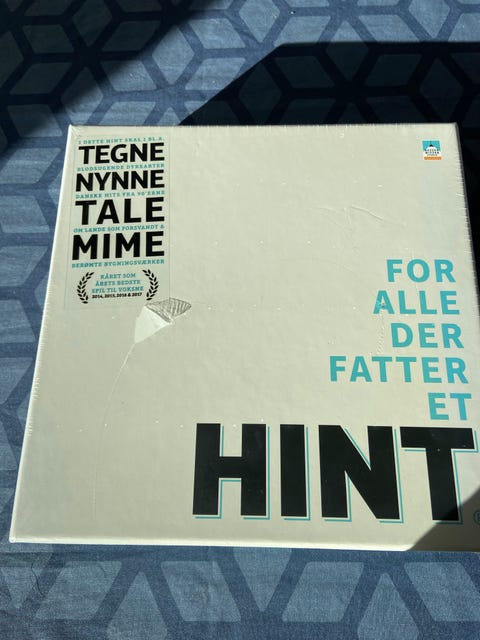 I DETTE HINT SKAL I BL.A.
TEGNE
BLODSUGENDE DYREARTER
NYNNE
DANSKE HITS FRA 90'ERNE
TALE
OM LANDE SOM FORSVANDT &
MIME
BERØMTE BYGNINGSVÆRKER
KÅRET SOM
ÅRETS BEDSTE
SPIL TIL VOKSNE
2014, 2015, 2016 & 2017
FOR
ALLE
DER
FATTER
ET
HINT